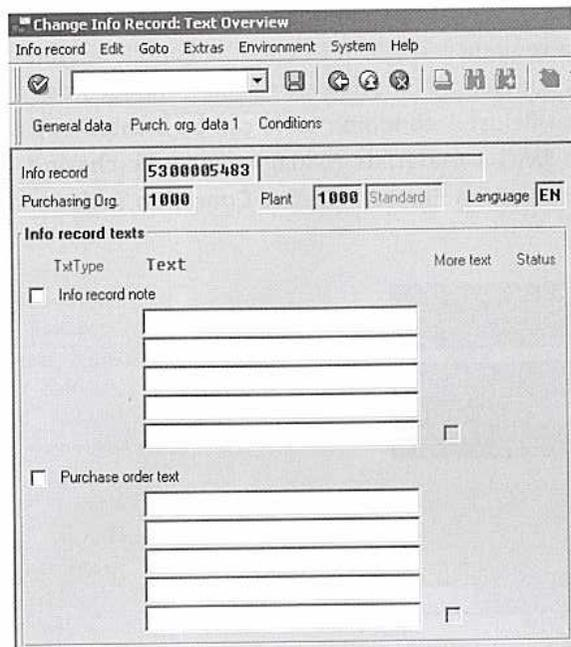 Change Info Record: Text Overview
Info record Edit Goto Extras Environment System Help
General data Purch. org. data 1 Conditions
Info record 5300005483
Purchasing Org. 1000 Plant 1000 Standard Language EN
Info record texts
TxtType Text More text Status
Info record note
Purchase order text